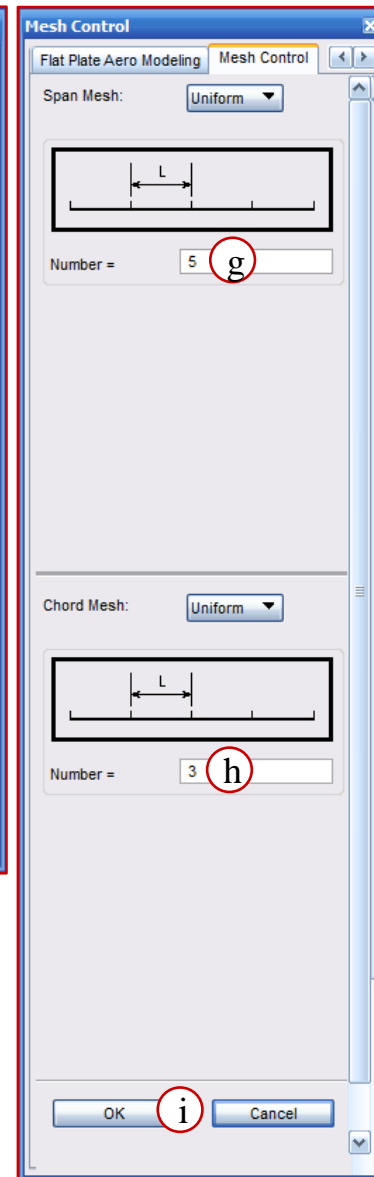 Mesh Control
Flat Plate Aero Modeling Mesh Control
Span Mesh: Uniform
L
Number = 5 g
Chord Mesh: Uniform
L
Number = 3 h
OK i Cancel